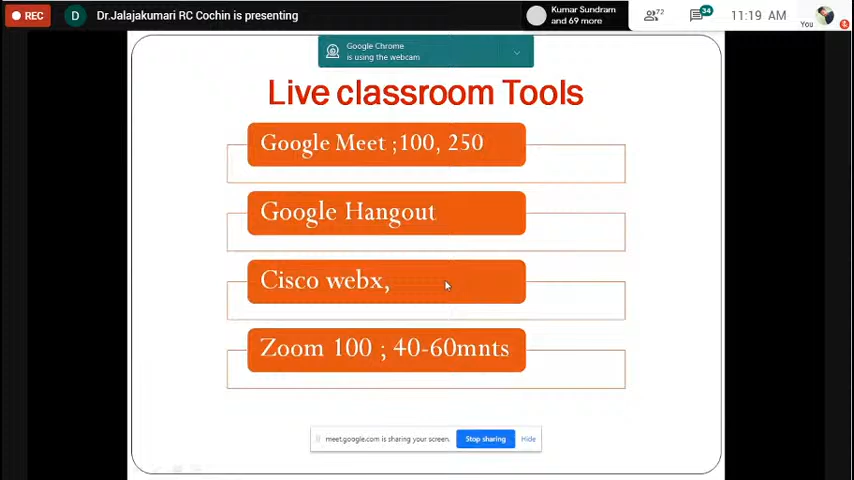 REC
D
Dr.Jalajakumari RC Cochin is presenting
Kumar Sundram
and 69 more
72
34
11:19 AM
You
Google Chrome
is using the webcam
Live classroom Tools
Google Meet ;100, 250
Google Hangout
Cisco webx,
Zoom 100 ; 40-60mnts
meet.google.com is sharing your screen.
Stop sharing
Hide